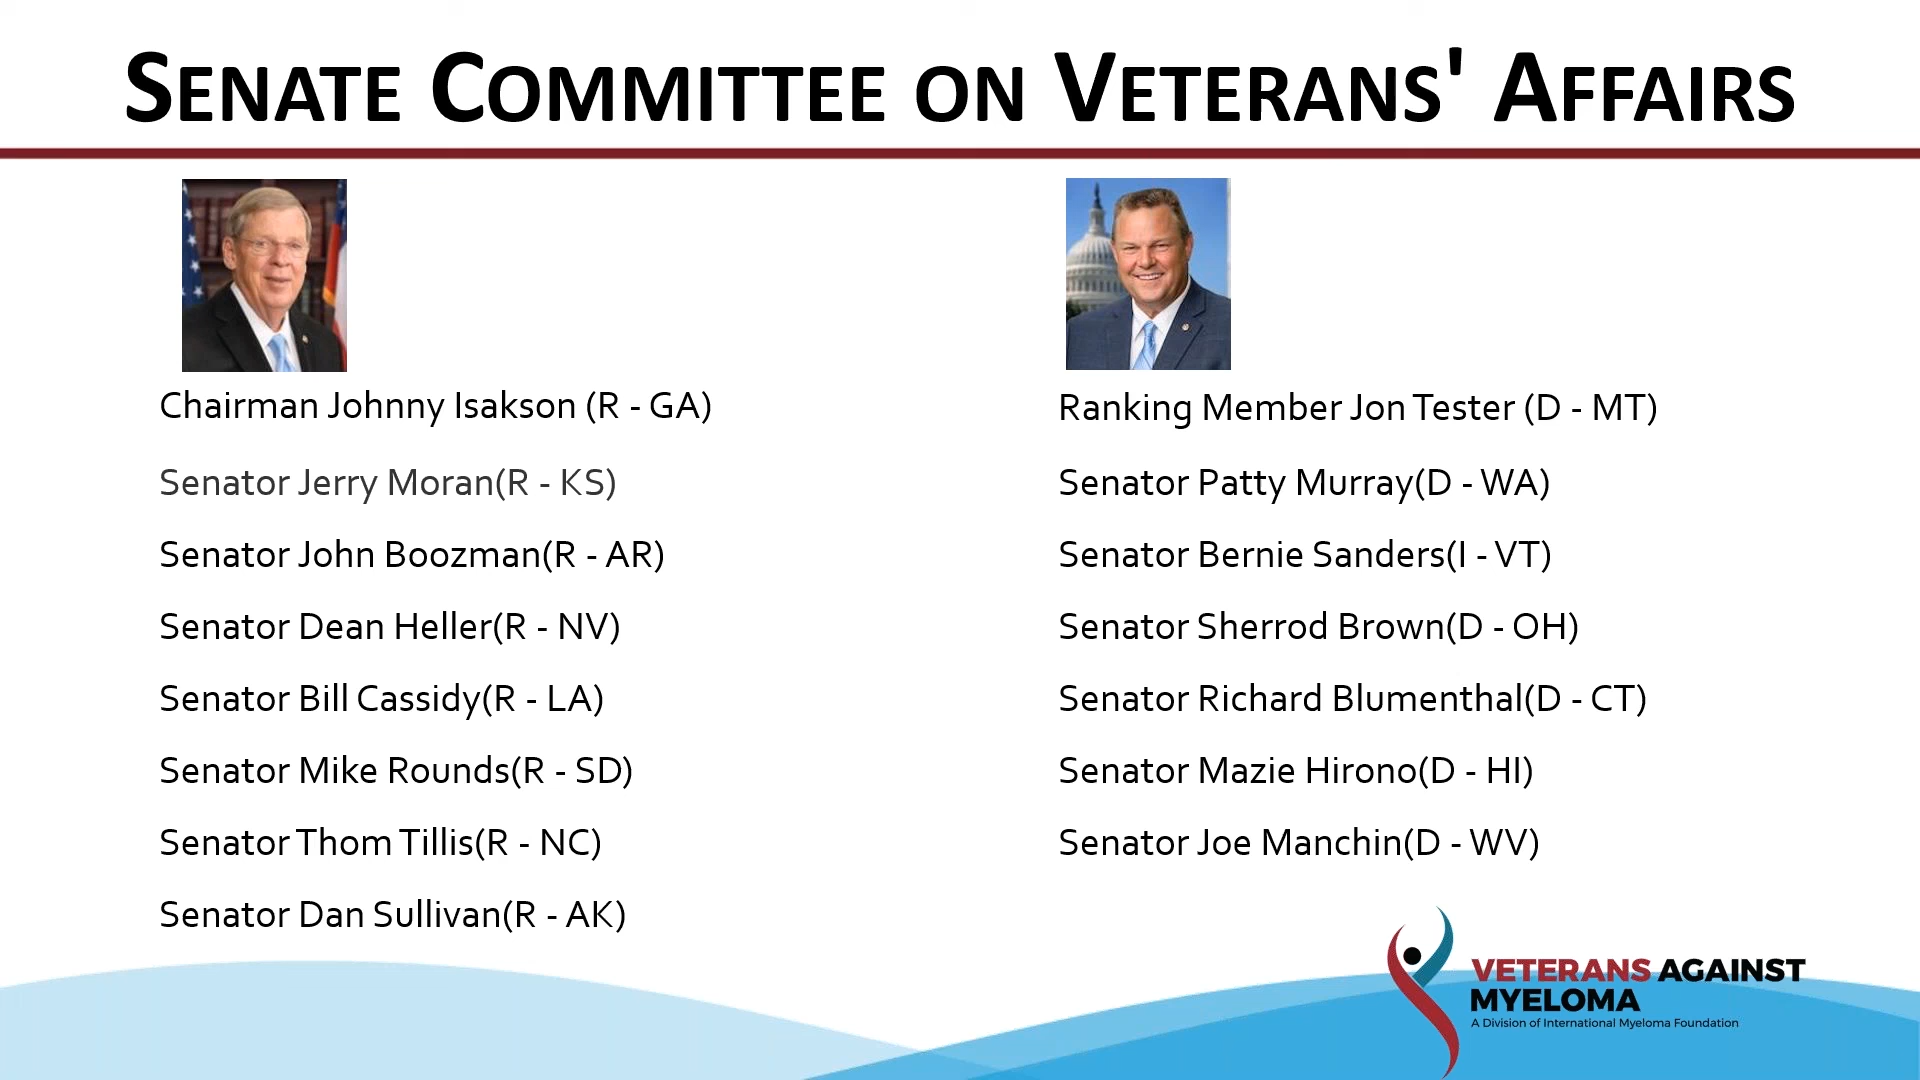 SENATE COMMITTEE ON VETERANS' AFFAIRS
Chairman Johnny Isakson (R - GA)
Senator Jerry Moran(R - KS)
Senator John Boozman(R - AR)
Senator Dean Heller(R - NV)
Senator Bill Cassidy(R - LA)
Senator Mike Rounds(R - SD)
Senator Thom Tillis(R - NC)
Senator Dan Sullivan(R - AK)
Ranking Member Jon Tester (D - MT)
Senator Patty Murray(D - WA)
Senator Bernie Sanders(I - VT)
Senator Sherrod Brown(D - OH)
Senator Richard Blumenthal(D - CT)
Senator Mazie Hirono(D - HI)
Senator Joe Manchin(D - WV)
VETERANS AGAINST
MYELOMA
A Division of International Myeloma Foundation